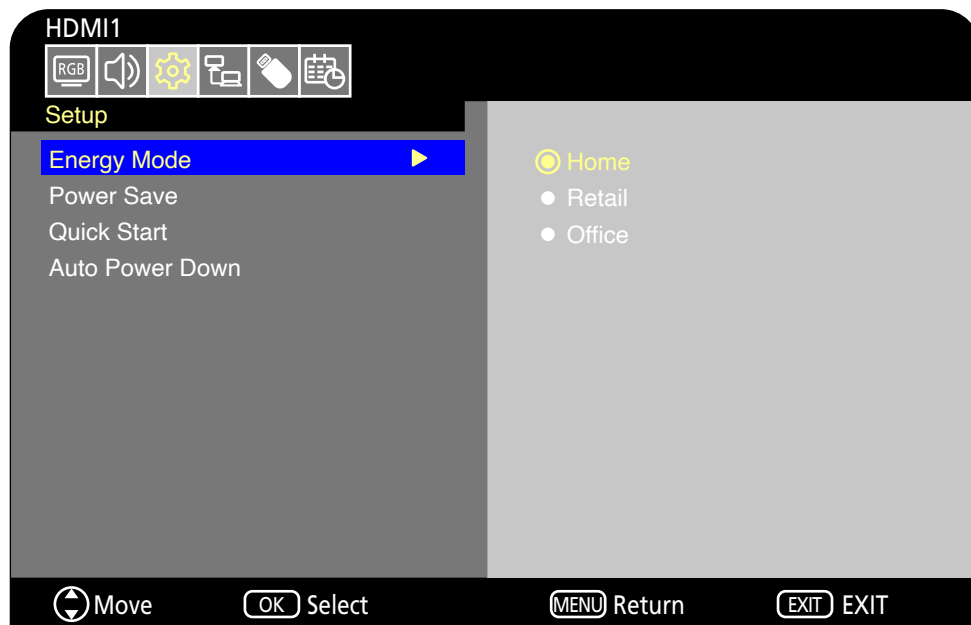 HDMI1
RGB
Setup
Energy Mode
Power Save
Quick Start
Auto Power Down
Home
Retail
Office
Move OK Select MENU Return EXIT EXIT